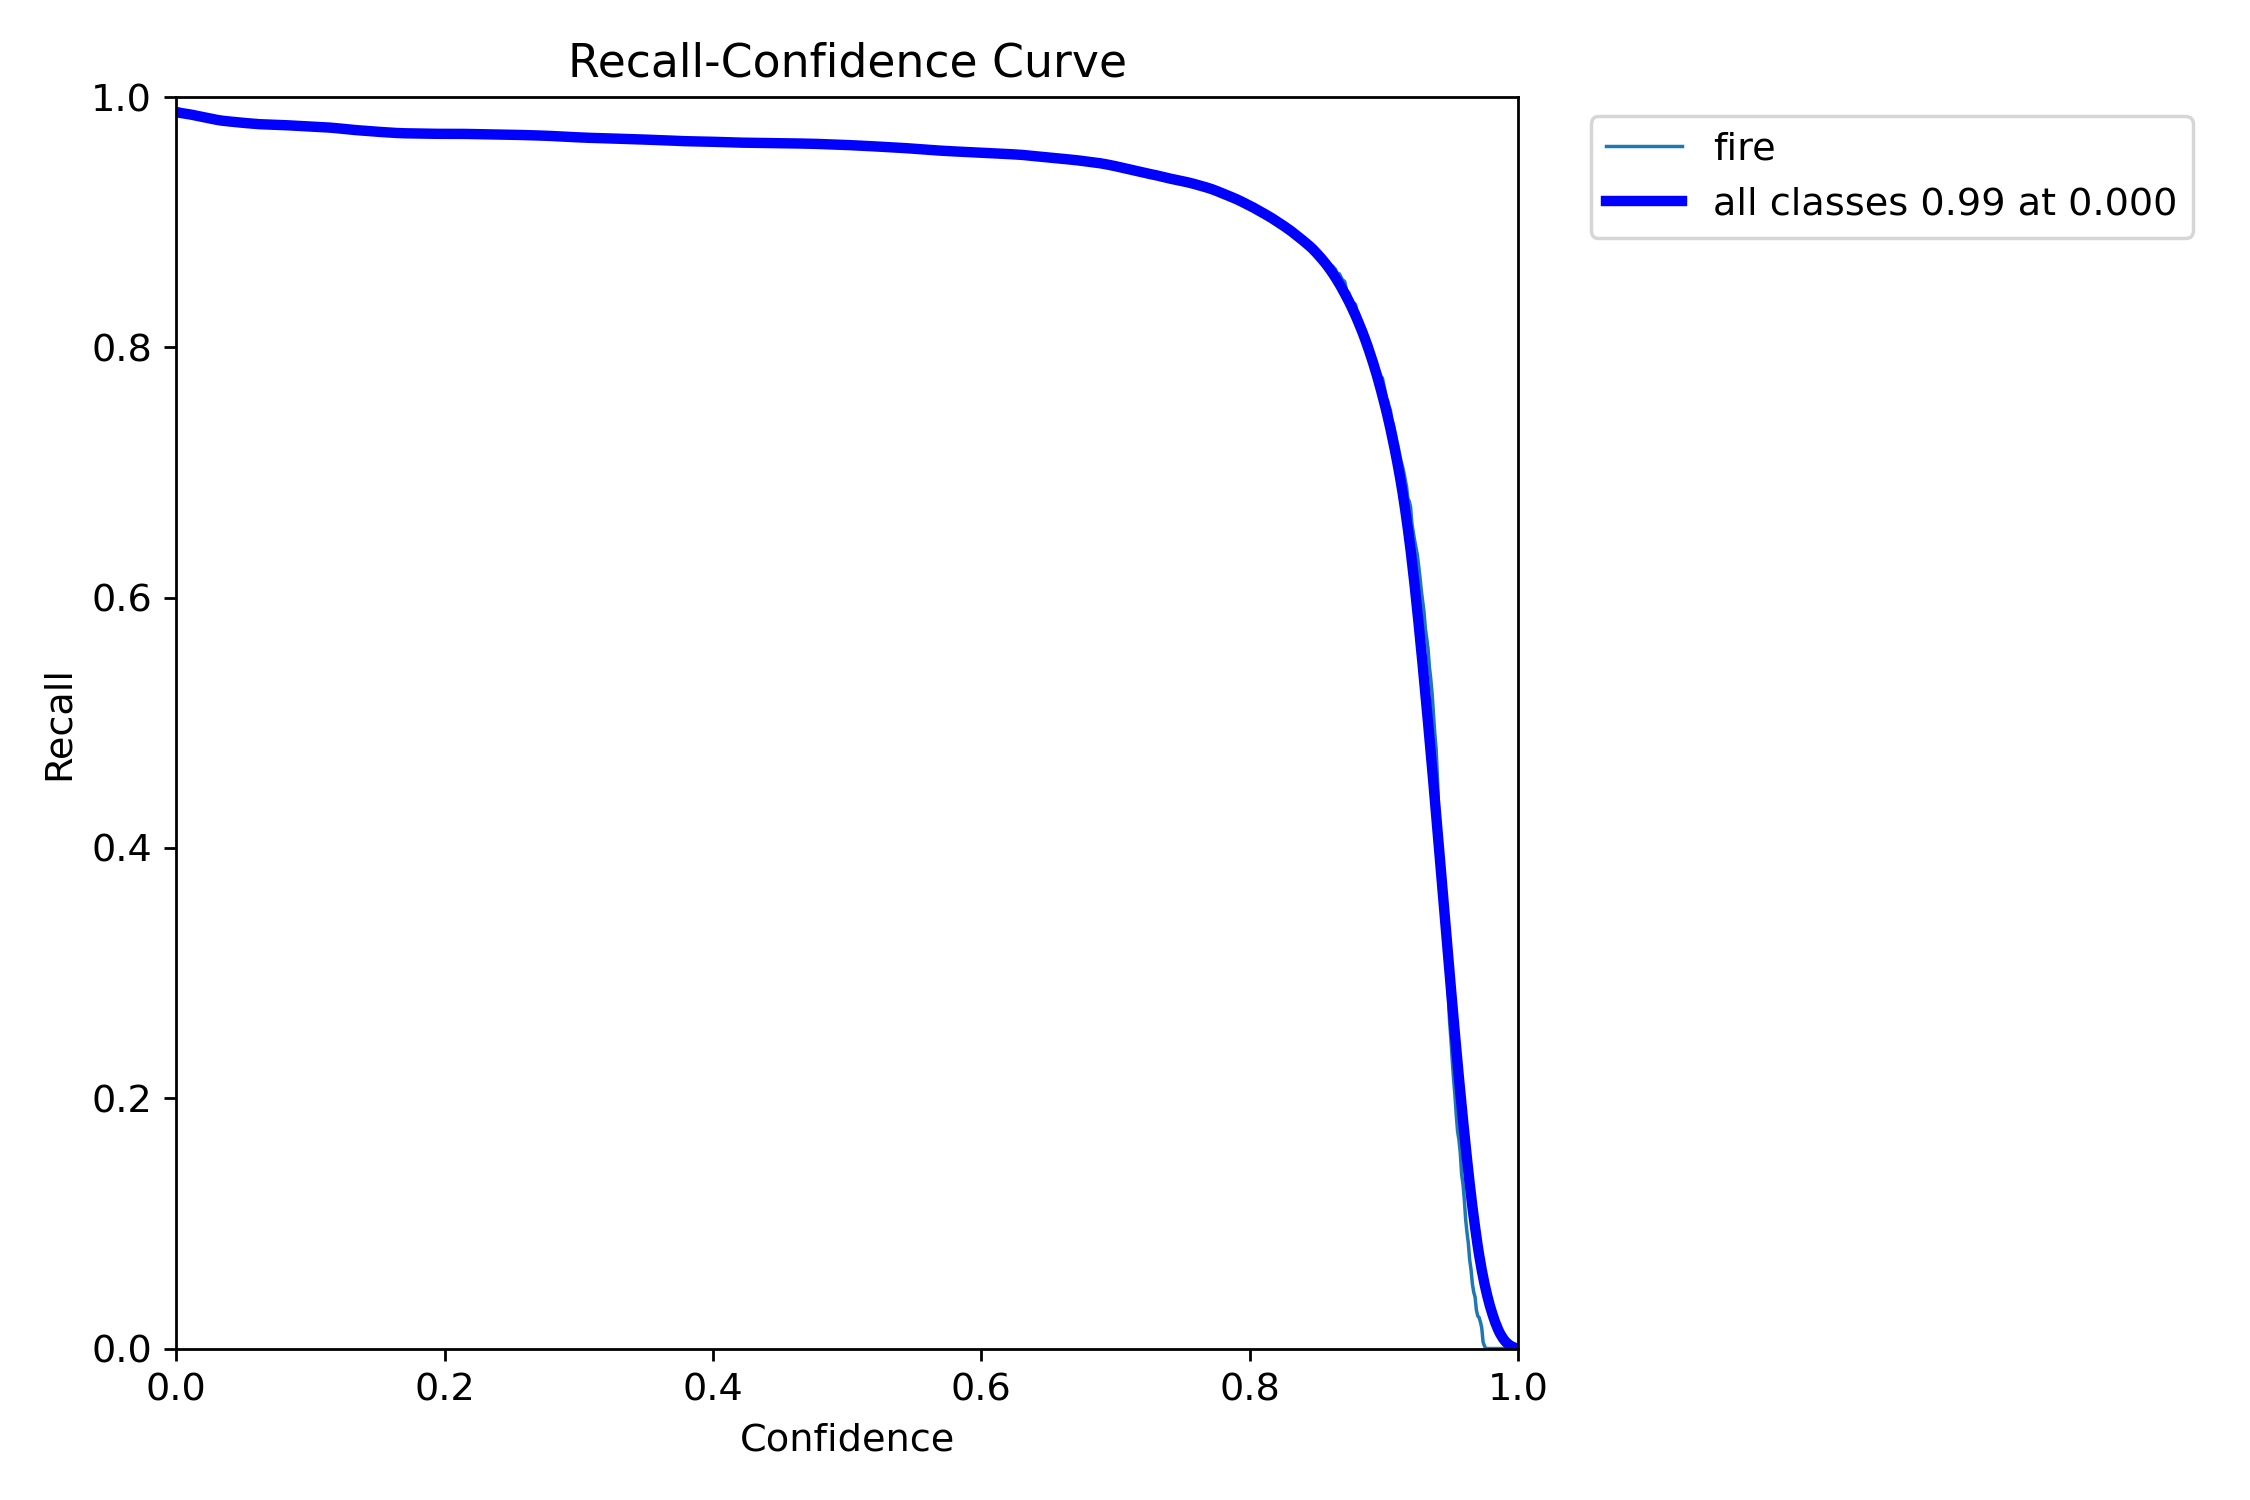 Recall-Confidence Curve
1.0
0.8
0.6
0.4
0.2
0.0
Recall
0.0 0.2 0.4 0.6 0.8 1.0
Confidence
fire
all classes 0.99 at 0.000